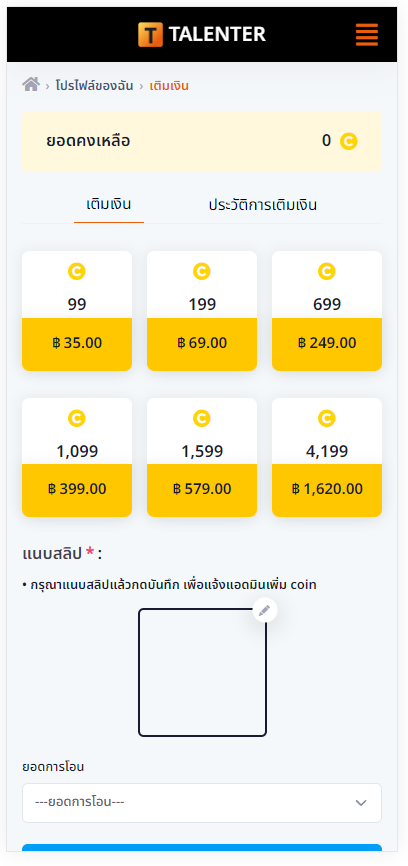 T TALENTER
› โปรไฟล์ของฉัน › เติมเงิน
ยอดคงเหลือ 0 C
เติมเงิน ประวัติการเติมเงิน
C C C
99 199 699
฿ 35.00 ฿ 69.00 ฿ 249.00
C C C
1,099 1,599 4,199
฿ 399.00 ฿ 579.00 ฿ 1,620.00
แนบสลิป * :
• กรุณาแนบสลิปแล้วกดบันทึก เพื่อแจ้งแอดมินเพิ่ม coin
ยอดการโอน
---ยอดการโอน---